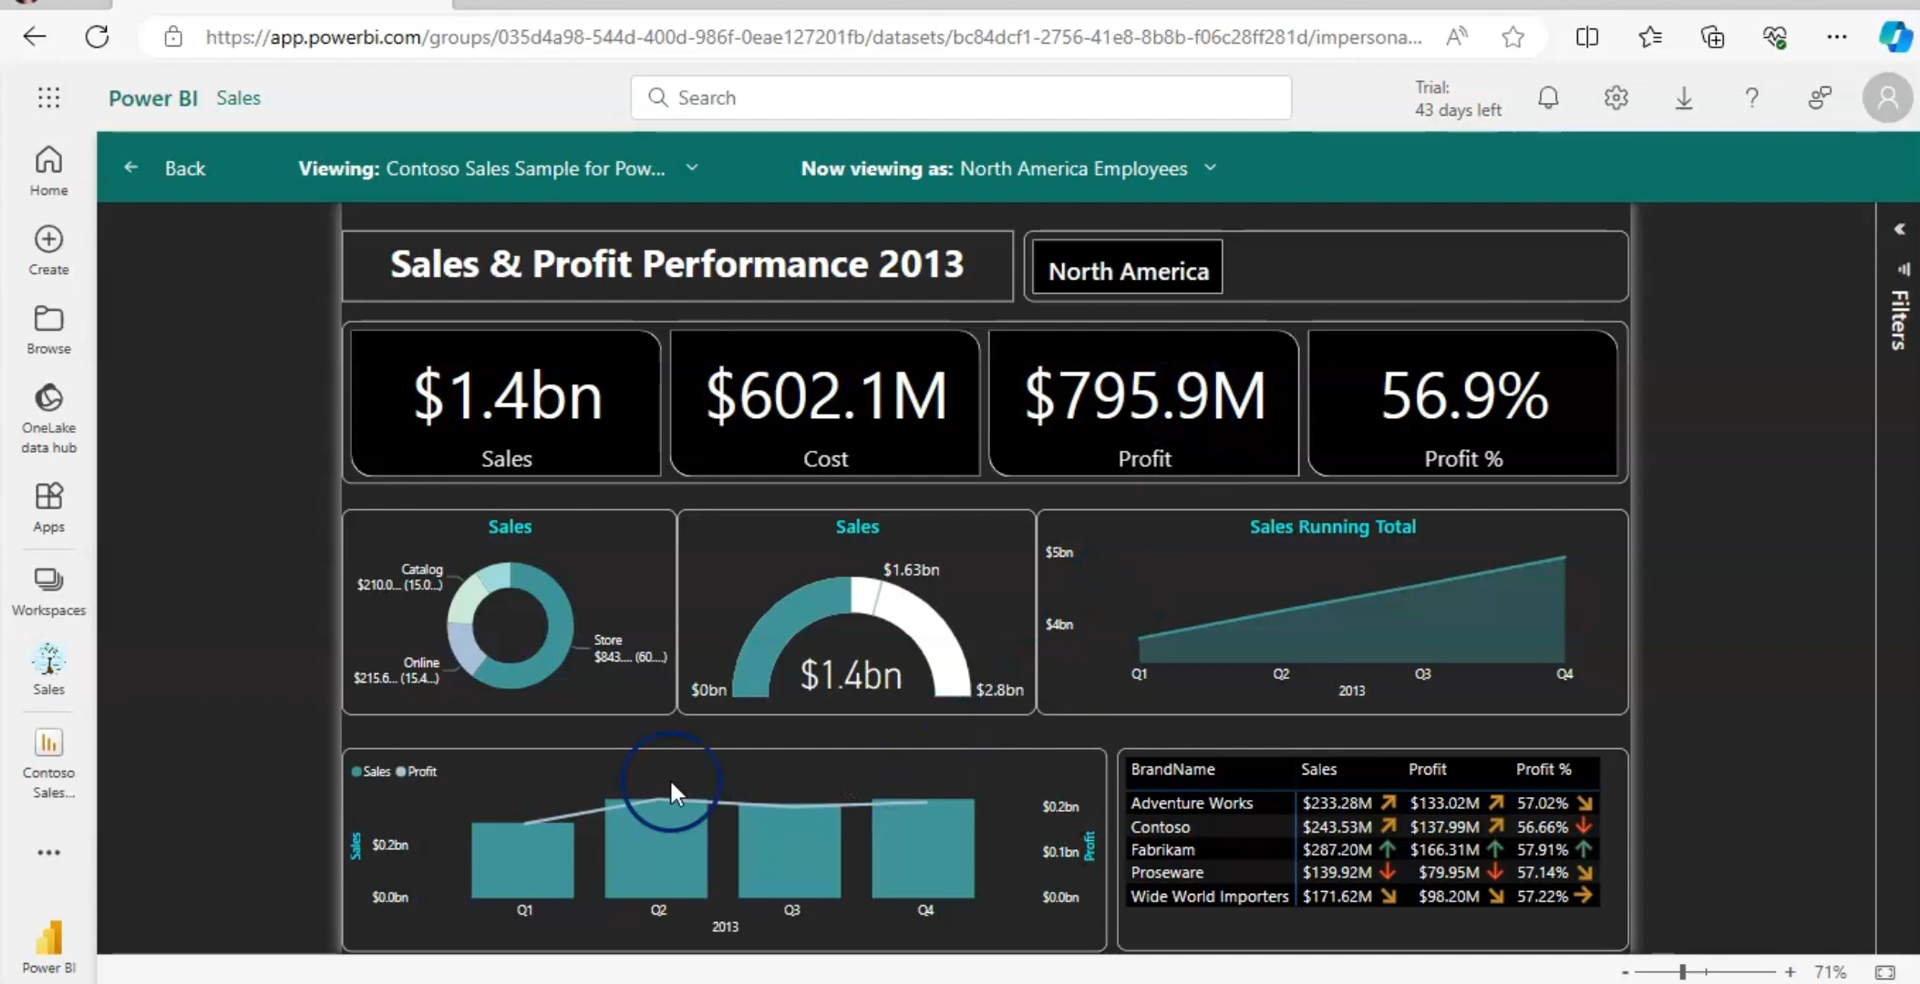 https://app.powerbi.com/groups/035d4a98-544d-400d-986f-0eae127201fb/datasets/bc84dcf1-2756-41e8-8b8b-f06c28ff281d/impersona...
Power BI Sales
Search
Trial:
43 days left
Back
Viewing: Contoso Sales Sample for Pow...
Now viewing as: North America Employees
Home
Create
Browse
OneLake
data hub
Apps
Workspaces
Sales
Contoso
Sales...
Power BI
Filters
Sales & Profit Performance 2013
North America
$1.4bn
Sales
$602.1M
Cost
$795.9M
Profit
56.9%
Profit %
Sales
Catalog
$210.0... (15.0...)
Store
$843.... (60....)
Online
$215.6... (15.4...)
Sales
$1.63bn
$1.4bn
$0bn
$2.8bn
Sales Running Total
$5bn
$4bn
Q1 Q2 Q3 Q4
2013
Sales Profit
Sales
$0.2bn
$0.0bn
$0.2bn
$0.1bn
$0.0bn
Profit
Q1 Q2 Q3 Q4
2013
BrandName Sales Profit Profit %
Adventure Works $233.28M $133.02M 57.02%
Contoso $243.53M $137.99M 56.66%
Fabrikam $287.20M $166.31M 57.91%
Proseware $139.92M $79.95M 57.14%
Wide World Importers $171.62M $98.20M 57.22%
- + 71%